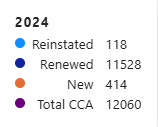 2024
Reinstated 118
Renewed 11528
New 414
Total CCA 12060